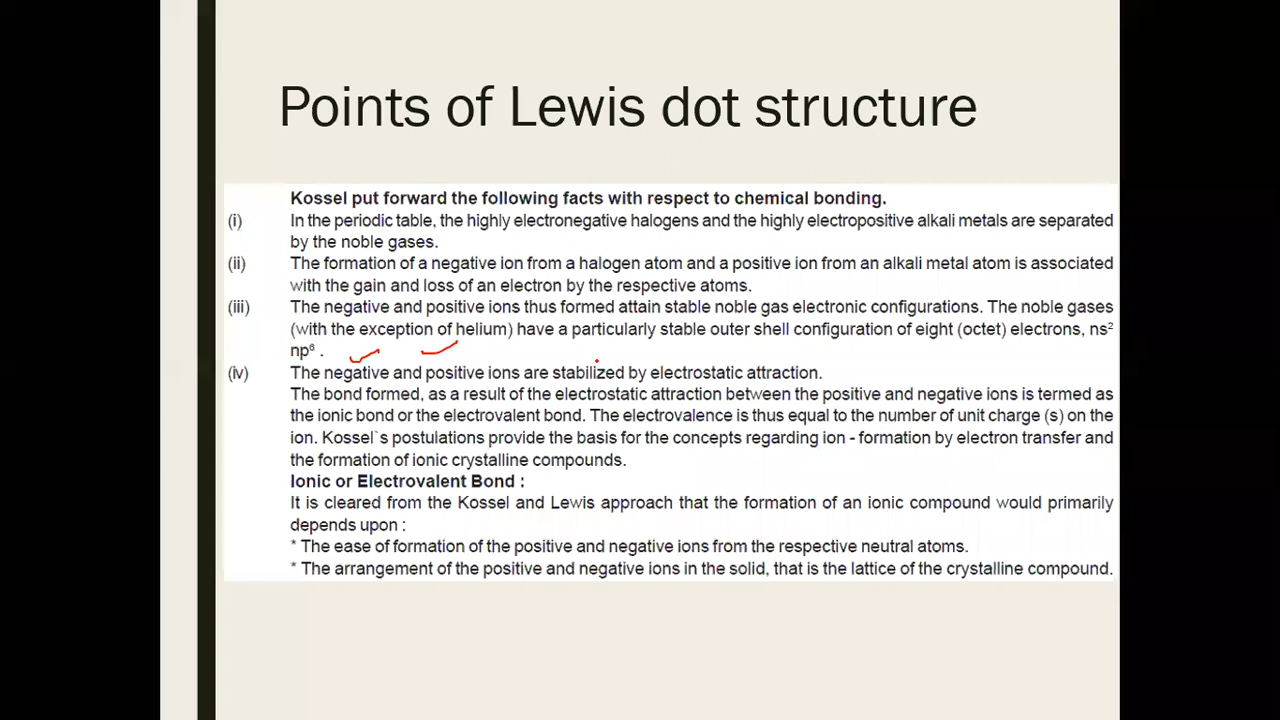 Points of Lewis dot structure
Kossel put forward the following facts with respect to chemical bonding.
(i) In the periodic table, the highly electronegative halogens and the highly electropositive alkali metals are separated
by the noble gases.
(ii) The formation of a negative ion from a halogen atom and a positive ion from an alkali metal atom is associated
with the gain and loss of an electron by the respective atoms.
(iii) The negative and positive ions thus formed attain stable noble gas electronic configurations. The noble gases
(with the exception of helium) have a particularly stable outer shell configuration of eight (octet) electrons, ns²
np⁶ .
(iv) The negative and positive ions are stabilized by electrostatic attraction.
The bond formed, as a result of the electrostatic attraction between the positive and negative ions is termed as
the ionic bond or the electrovalent bond. The electrovalence is thus equal to the number of unit charge (s) on the
ion. Kossel`s postulations provide the basis for the concepts regarding ion - formation by electron transfer and
the formation of ionic crystalline compounds.
Ionic or Electrovalent Bond :
It is cleared from the Kossel and Lewis approach that the formation of an ionic compound would primarily
depends upon :
* The ease of formation of the positive and negative ions from the respective neutral atoms.
* The arrangement of the positive and negative ions in the solid, that is the lattice of the crystalline compound.